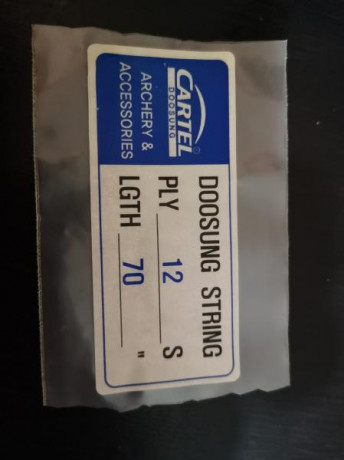 CARTEL
DOOSUNG
ARCHERY &
ACCESSORIES
DOOSUNG STRING
PLY 12 S
LGTH 70 "